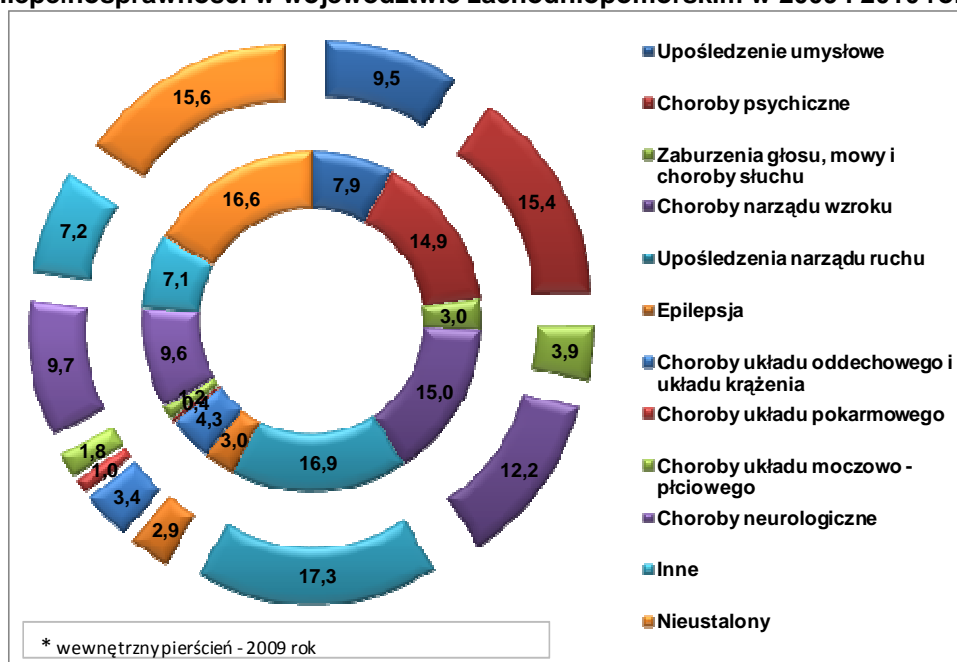 niepełnosprawności w województwie zachodniopomorskim w 2009 i 2010 roku
9,5
15,4
3,9
12,2
17,3
2,9
3,4
1,0
1,8
9,7
7,2
15,6
7,9
14,9
3,0
15,0
16,9
3,0
4,3
0,4
1,2
9,6
7,1
16,6
Upośledzenie umysłowe
Choroby psychiczne
Zaburzenia głosu, mowy i
choroby słuchu
Choroby narządu wzroku
Upośledzenia narządu ruchu
Epilepsja
Choroby układu oddechowego i
układu krążenia
Choroby układu pokarmowego
Choroby układu moczowo -
płciowego
Choroby neurologiczne
Inne
Nieustalony
* wewnętrzny pierścień - 2009 rok